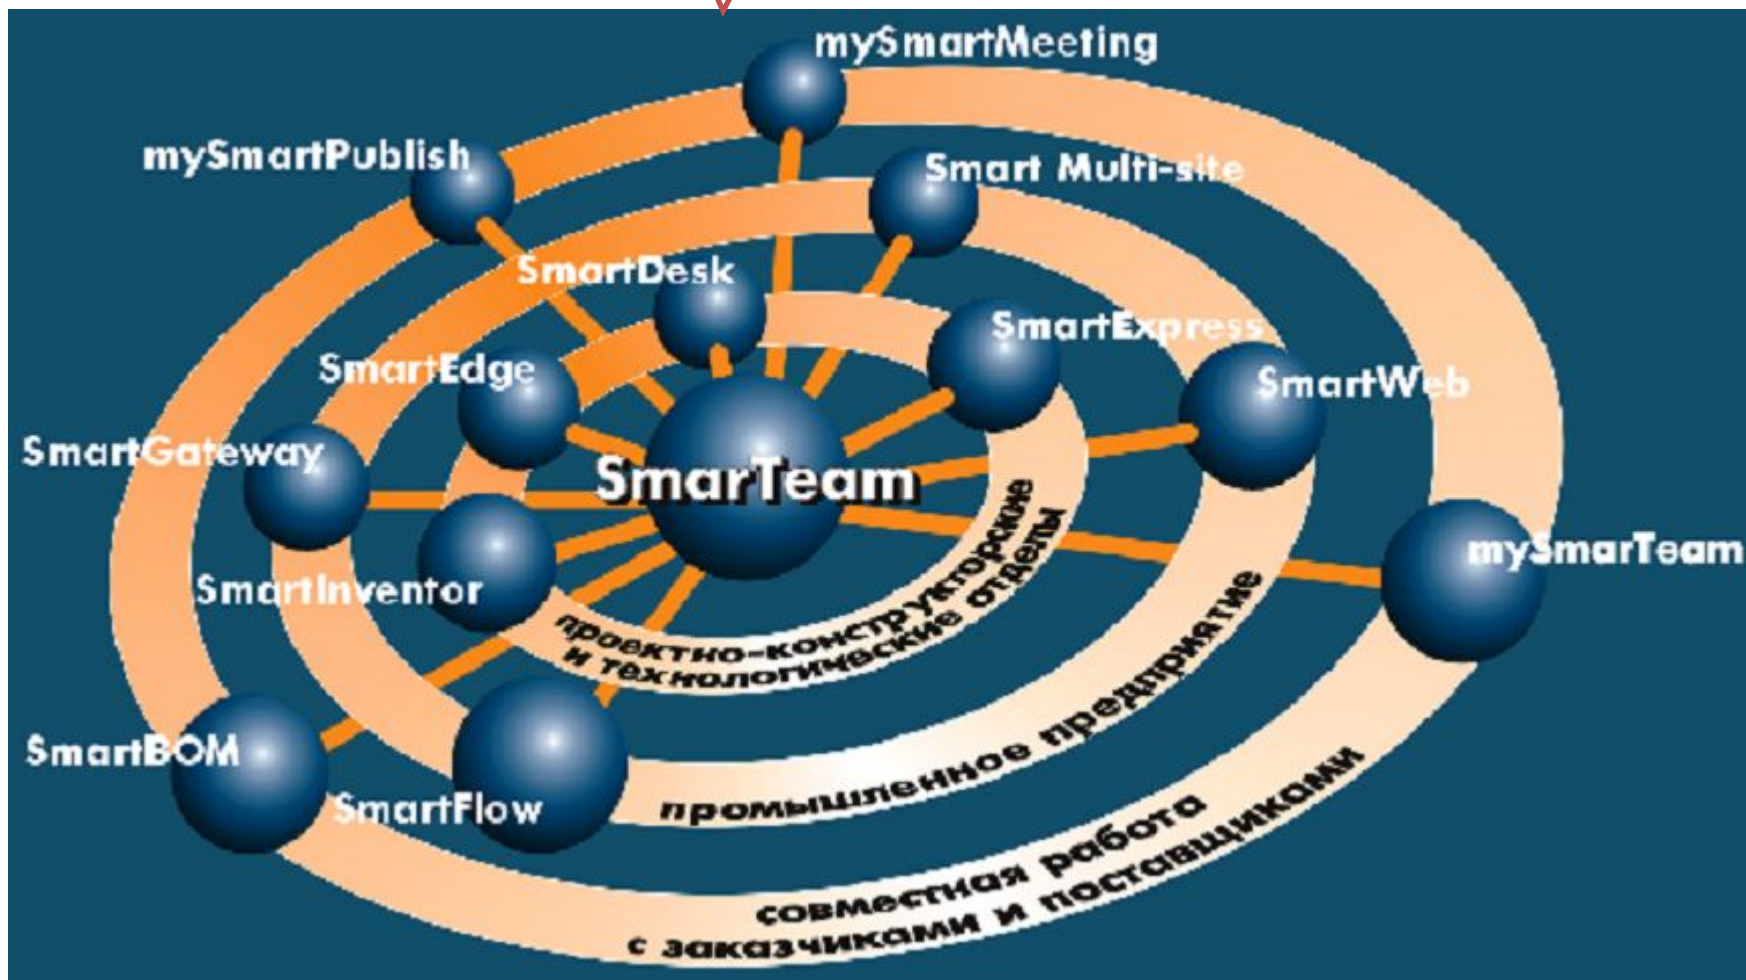 mySmartMeeting
mySmartPublish
Smart Multi-site
SmartDesk
SmartExpress
SmartEdge
SmartWeb
SmartGateway
SmarTeam
mySmarTeam
SmartInventor
SmartBOM
SmartFlow
проектно-конструкторские
и технологические отделы
промышленное предприятие
совместная работа
с заказчиками и поставщиками